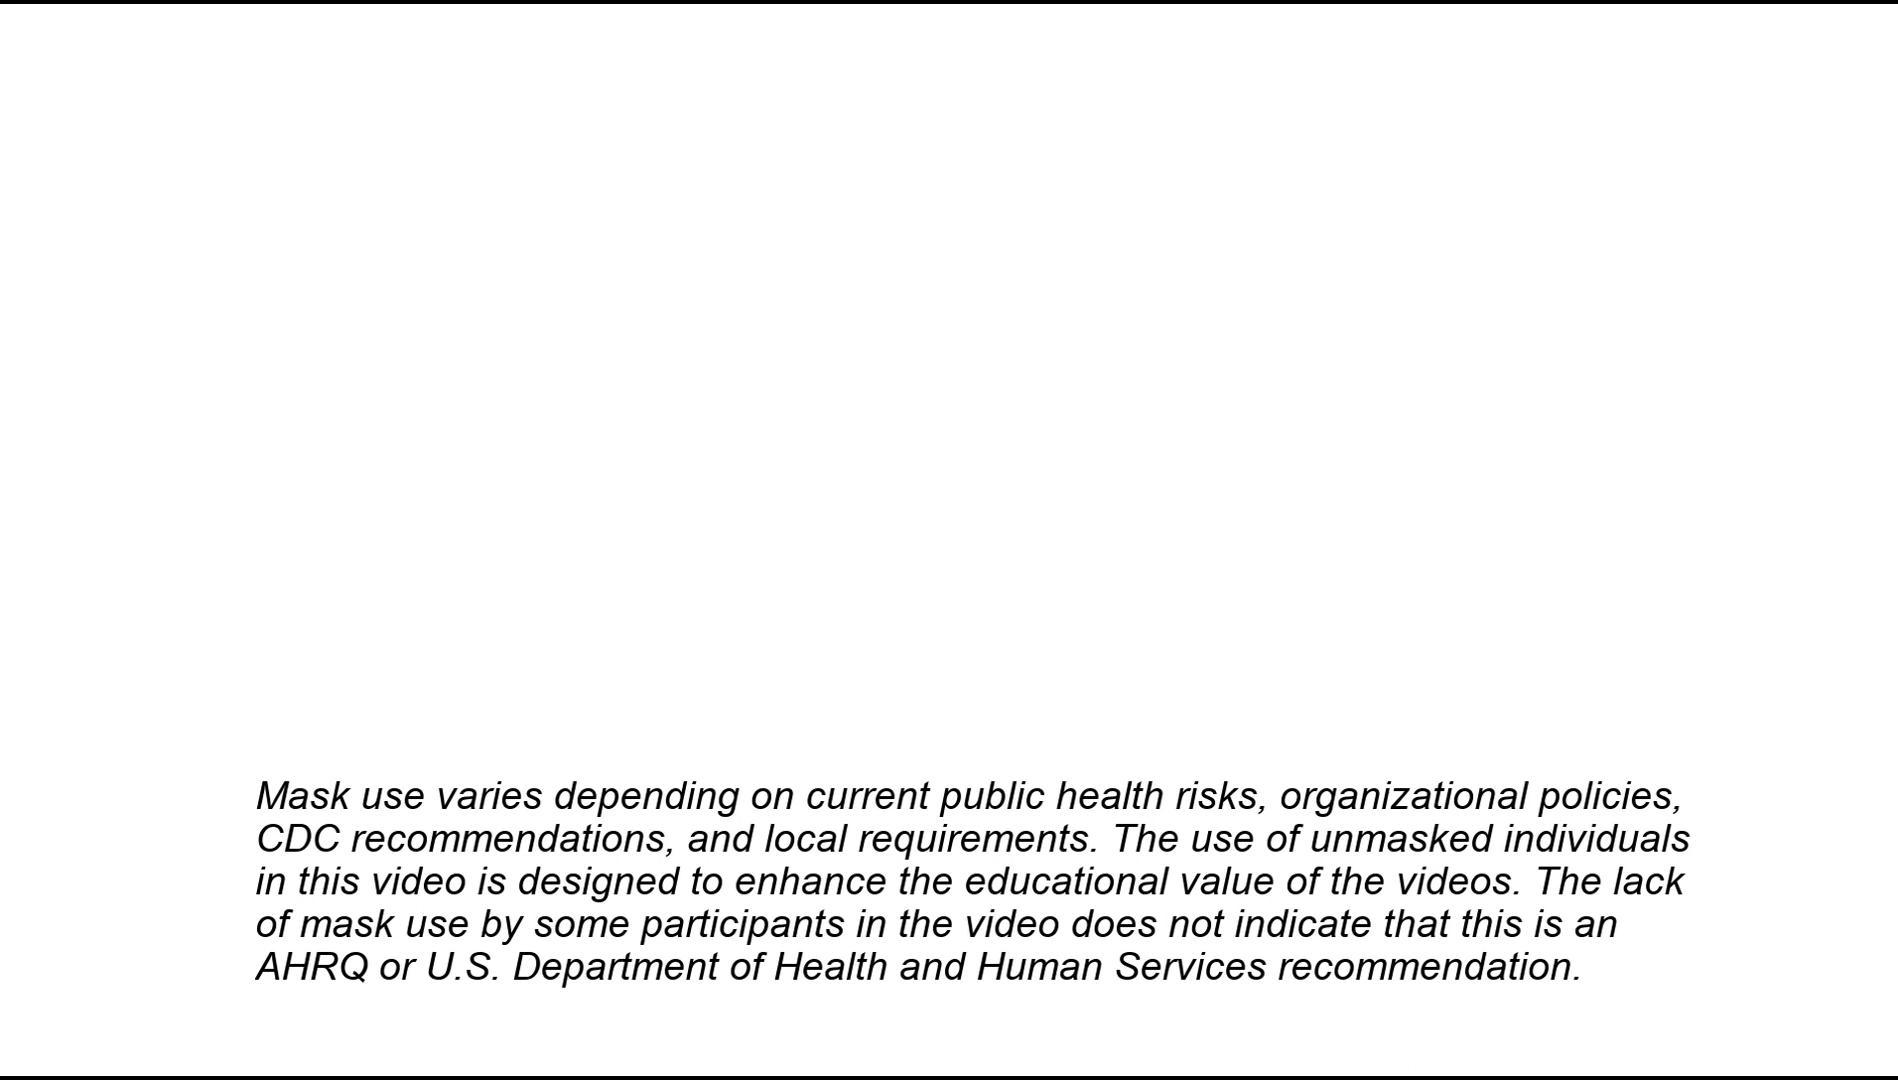 Mask use varies depending on current public health risks, organizational policies,
CDC recommendations, and local requirements. The use of unmasked individuals
in this video is designed to enhance the educational value of the videos. The lack
of mask use by some participants in the video does not indicate that this is an
AHRQ or U.S. Department of Health and Human Services recommendation.